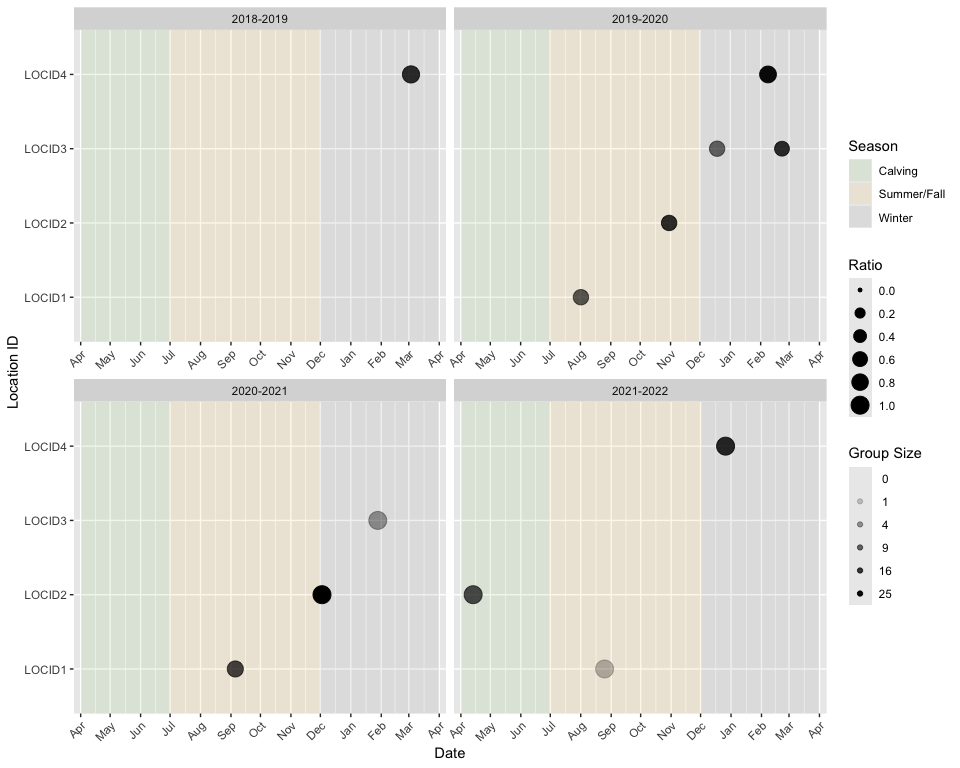 2018-2019
2019-2020
LOCID4
LOCID3
LOCID2
LOCID1
Apr May Jun Jul Aug Sep Oct Nov Dec Jan Feb Mar Apr
Apr May Jun Jul Aug Sep Oct Nov Dec Jan Feb Mar Apr
Location ID
2020-2021
2021-2022
LOCID4
LOCID3
LOCID2
LOCID1
Apr May Jun Jul Aug Sep Oct Nov Dec Jan Feb Mar Apr
Apr May Jun Jul Aug Sep Oct Nov Dec Jan Feb Mar Apr
Date
Season
Calving
Summer/Fall
Winter
Ratio
0.0
0.2
0.4
0.6
0.8
1.0
Group Size
0
1
4
9
16
25